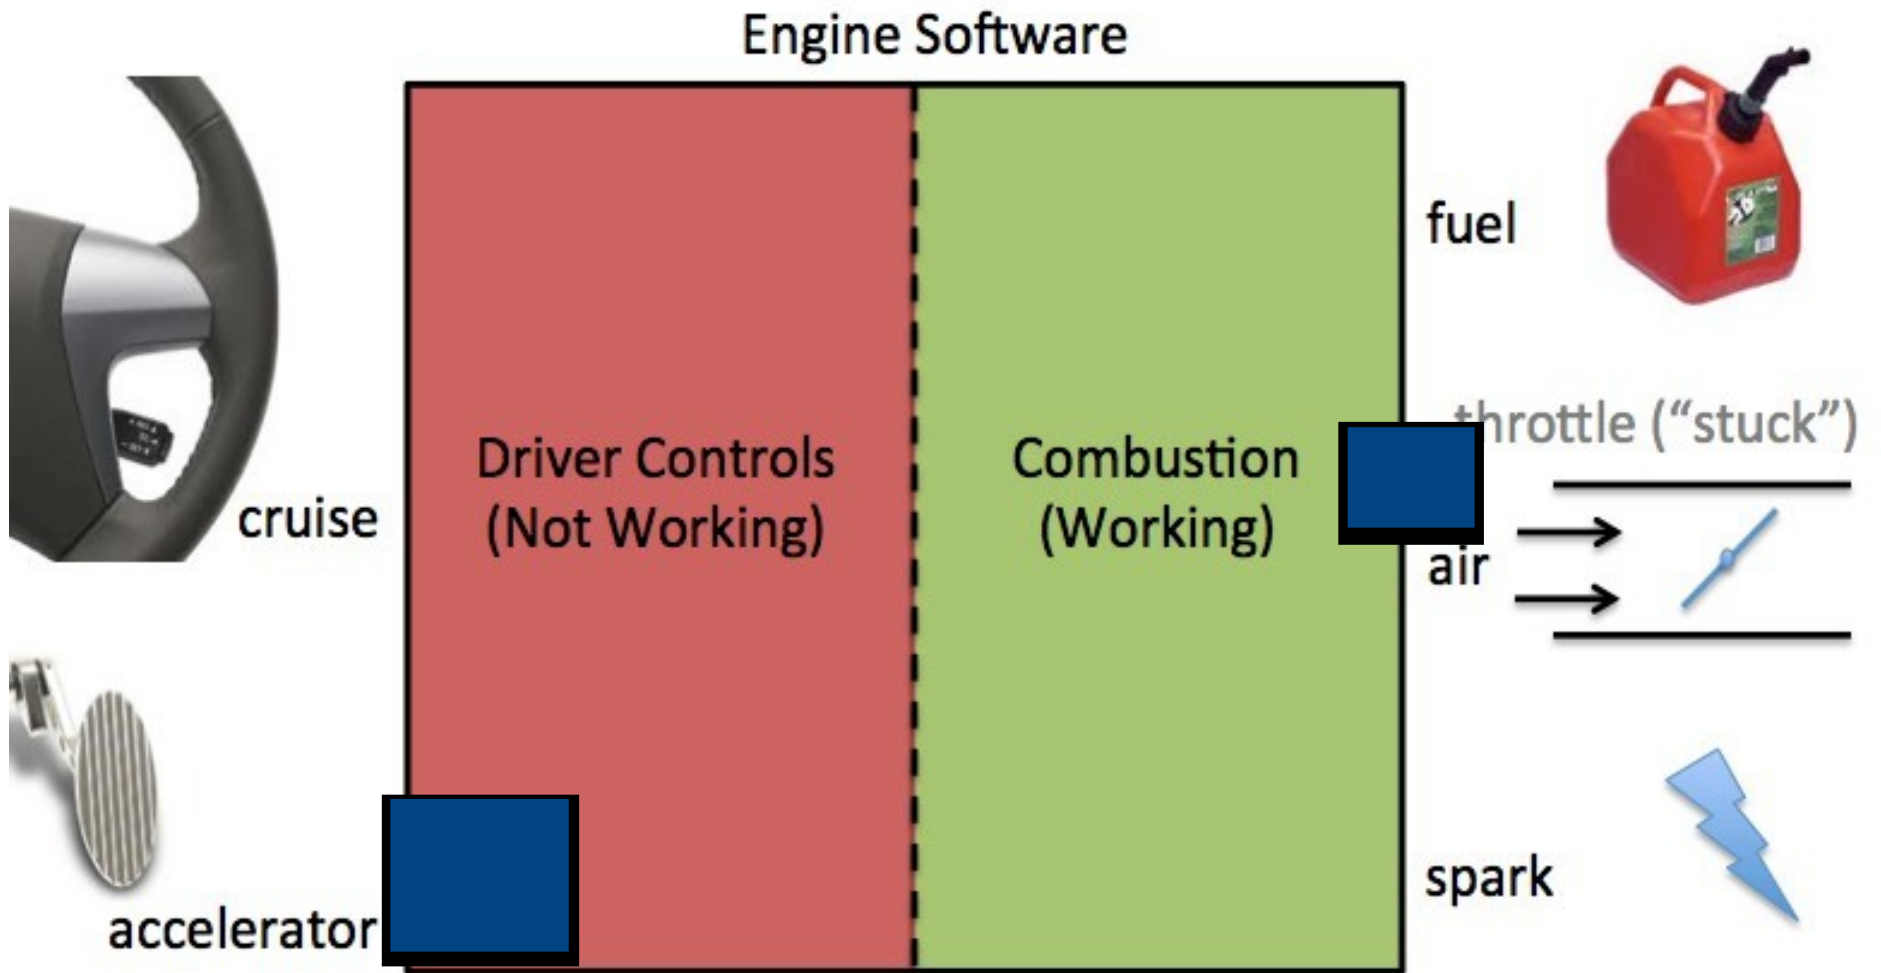 Engine Software
fuel
throttle (“stuck”)
Driver Controls
(Not Working)
Combustion
(Working)
cruise
air
spark
accelerator